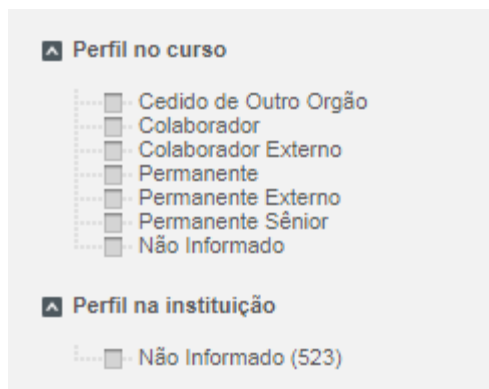 Perfil no curso
Cedido de Outro Orgão
Colaborador
Colaborador Externo
Permanente
Permanente Externo
Permanente Sênior
Não Informado
Perfil na instituição
Não Informado (523)